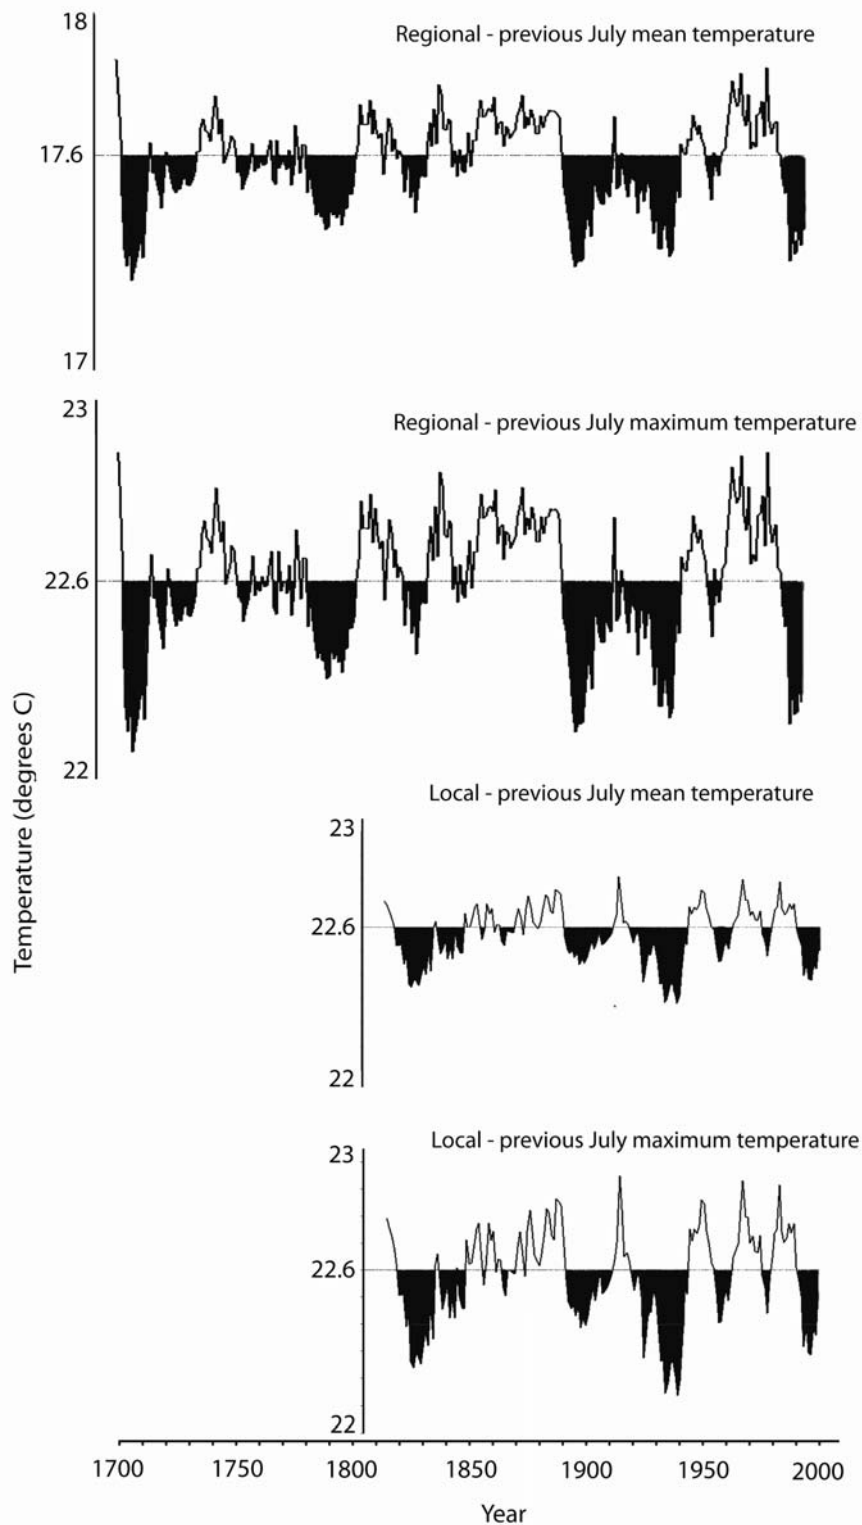 18
Regional - previous July mean temperature
17.6
17
23
Regional - previous July maximum temperature
22.6
22
Local - previous July mean temperature
23
22.6
22
Local - previous July maximum temperature
23
22.6
22
Temperature (degrees C)
1700 1750 1800 1850 1900 1950 2000
Year